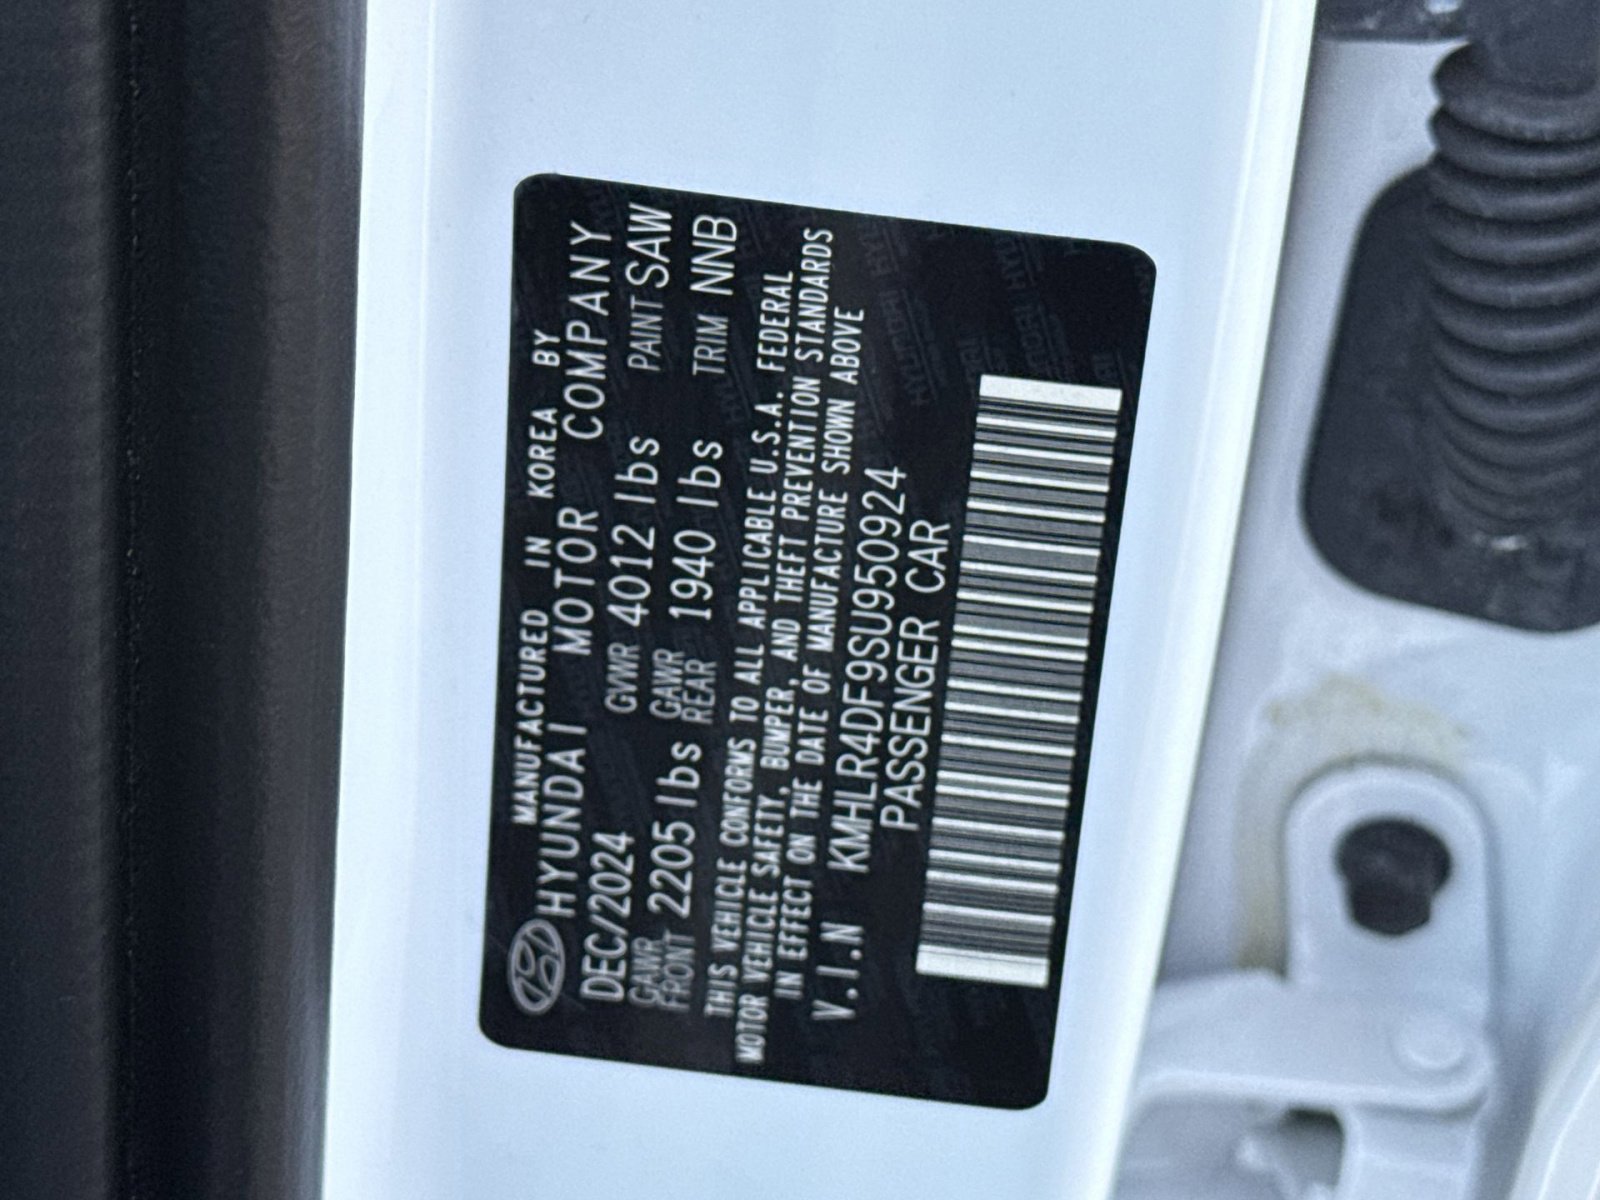 MANUFACTURED IN KOREA BY
HYUNDAI MOTOR COMPANY
DEC/2024 GVWR 4012 lbs PAINT SAW
GAWR FRONT 2205 lbs GAWR REAR 1940 lbs TRIM NNB
THIS VEHICLE CONFORMS TO ALL APPLICABLE U.S.A. FEDERAL
MOTOR VEHICLE SAFETY, BUMPER, AND THEFT PREVENTION STANDARDS
IN EFFECT ON THE DATE OF MANUFACTURE SHOWN ABOVE
V.I.N KMHLR4DF9SU950924
PASSENGER CAR